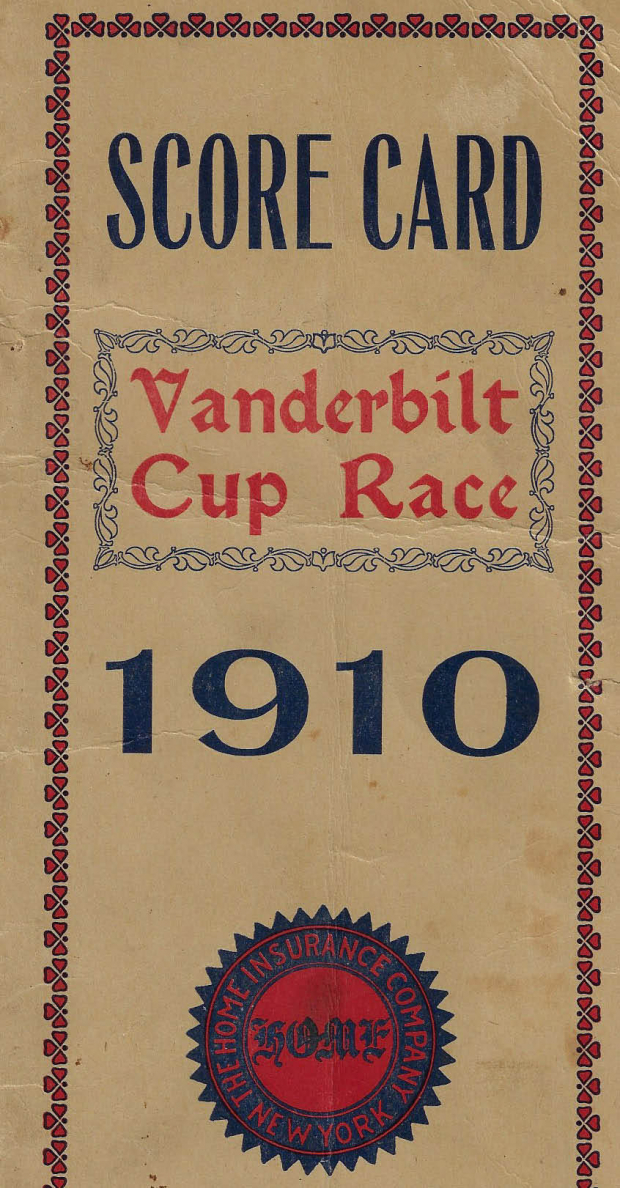 SCORE CARD
Vanderbilt
Cup Race
1910
THE HOME INSURANCE COMPANY
HOME
NEW YORK